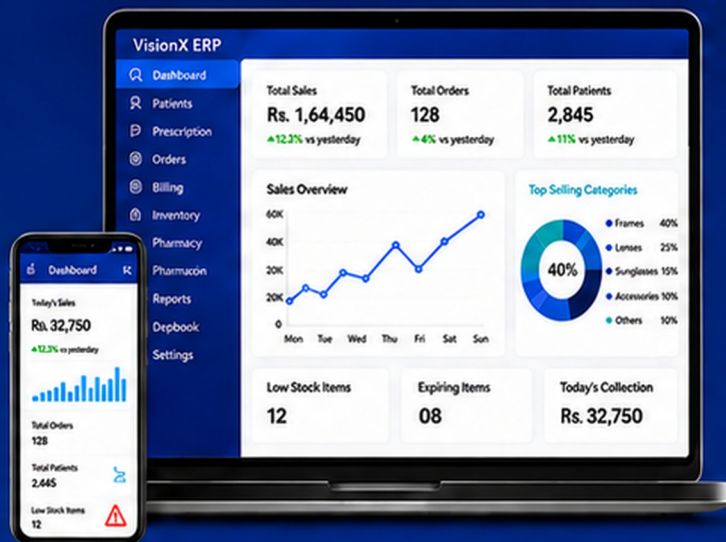 VisionX ERP
Dashboard
Patients
Prescription
Orders
Billing
Inventory
Pharmacy
Pharmacoin
Reports
Depbook
Settings
Total Sales
Rs. 1,64,450
12.3% vs yesterday
Total Orders
128
4% vs yesterday
Total Patients
2,845
11% vs yesterday
Sales Overview
60K
40K
20K
20K
0
Mon Tue Wed Thu Fri Sat Sun
Top Selling Categories
40%
Frames 40%
Lenses 25%
Sunglasses 15%
Accessories 10%
Others 10%
Low Stock Items
12
Expiring Items
08
Today's Collection
Rs. 32,750
Dashboard
Today's Sales
Rs. 32,750
12.3% vs yesterday
Total Orders
128
Total Patients
2.445
Low Stock Items
12